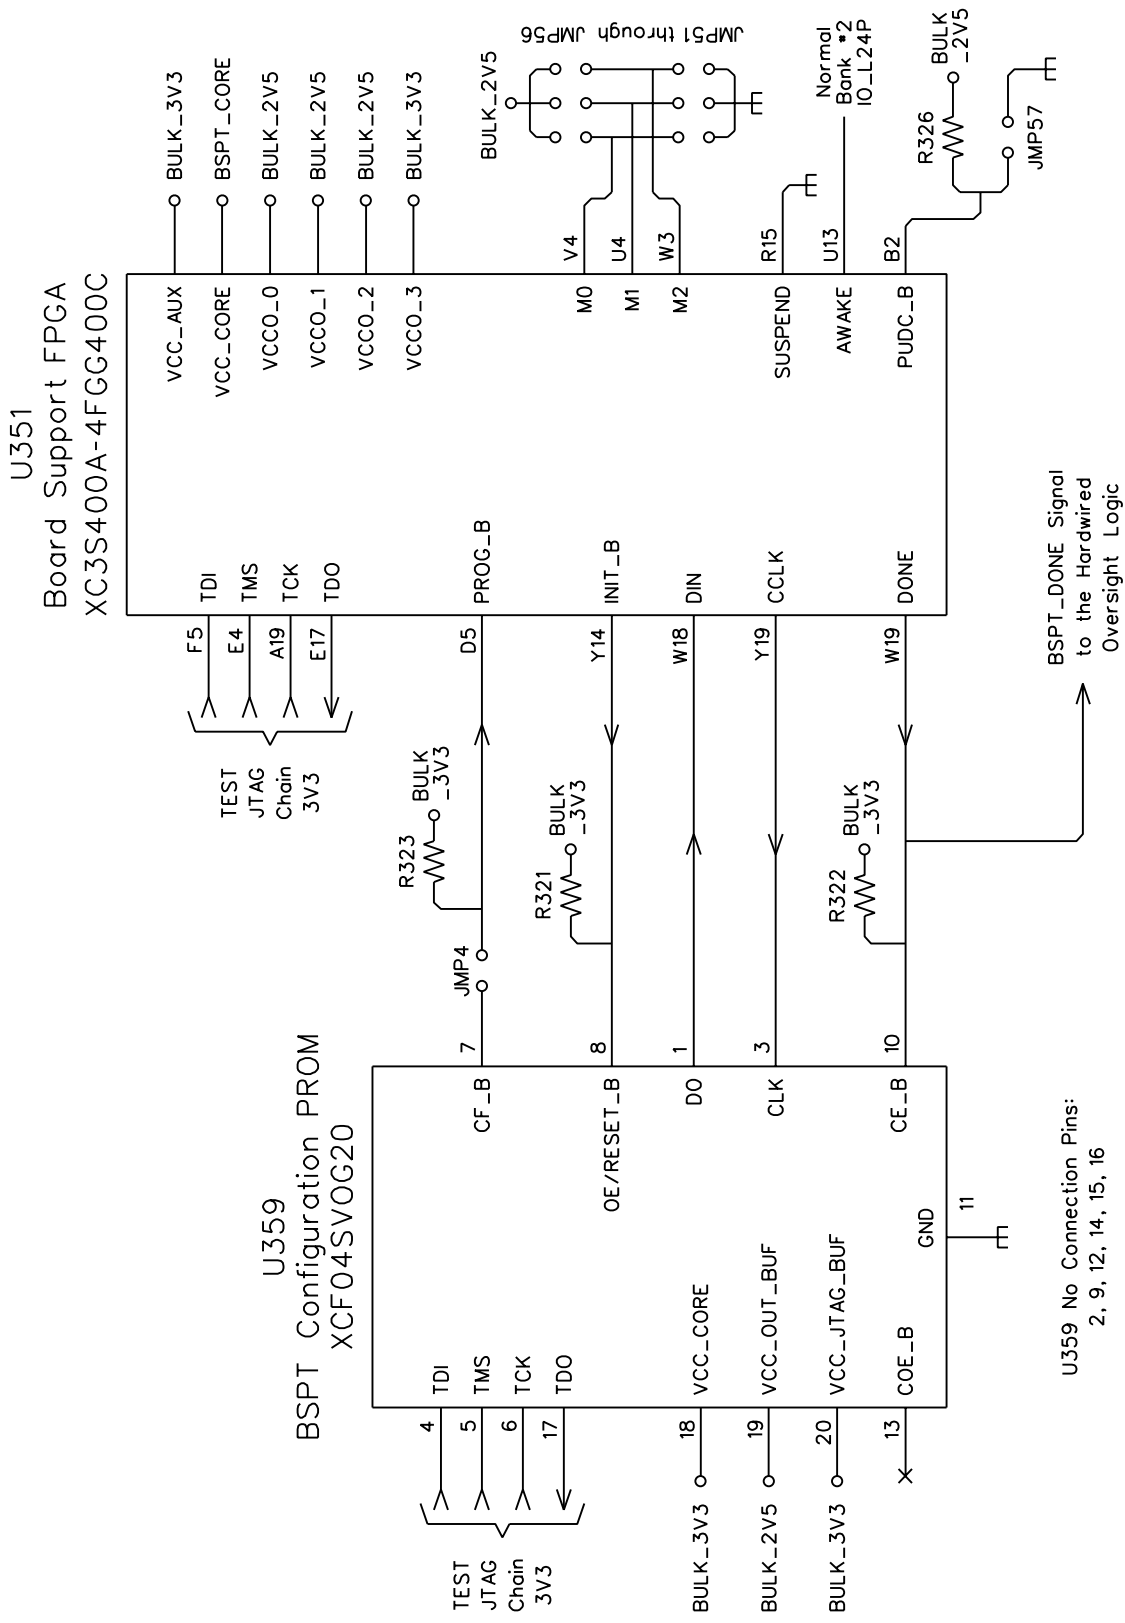 U351
Board Support FPGA
XC3S400A-4FGG400C
U359
BSPT Configuration PROM
XCF04SVOG20
TEST
JTAG
Chain
3V3
4
TDI
5
TMS
6
TCK
17
TDO
BULK_3V3
18
VCC_CORE
BULK_2V5
19
VCC_OUT_BUF
BULK_3V3
20
VCC_JTAG_BUF
13
COE_B
GND
11
CF_B
7
OE/RESET_B
8
DO
1
CLK
3
CE_B
10
U359 No Connection Pins:
2, 9, 12, 14, 15, 16
JMP4
R323
BULK
_3V3
R321
BULK
_3V3
R322
BULK
_3V3
BSPT_DONE Signal
to the Hardwired
Oversight Logic
TEST
JTAG
Chain
3V3
F5
TDI
E4
TMS
A19
TCK
E17
TDO
D5
PROG_B
Y14
INIT_B
W18
DIN
Y19
CCLK
W19
DONE
VCC_AUX
BULK_3V3
VCC_CORE
BSPT_CORE
VCCO_0
BULK_2V5
VCCO_1
BULK_2V5
VCCO_2
BULK_2V5
VCCO_3
BULK_3V3
M0
V4
M1
U4
M2
W3
BULK_2V5
JMP51 through JMP56
SUSPEND
R15
AWAKE
U13
Normal
Bank #2
IO_L24P
PUDC_B
B2
R326
BULK
_2V5
JMP57